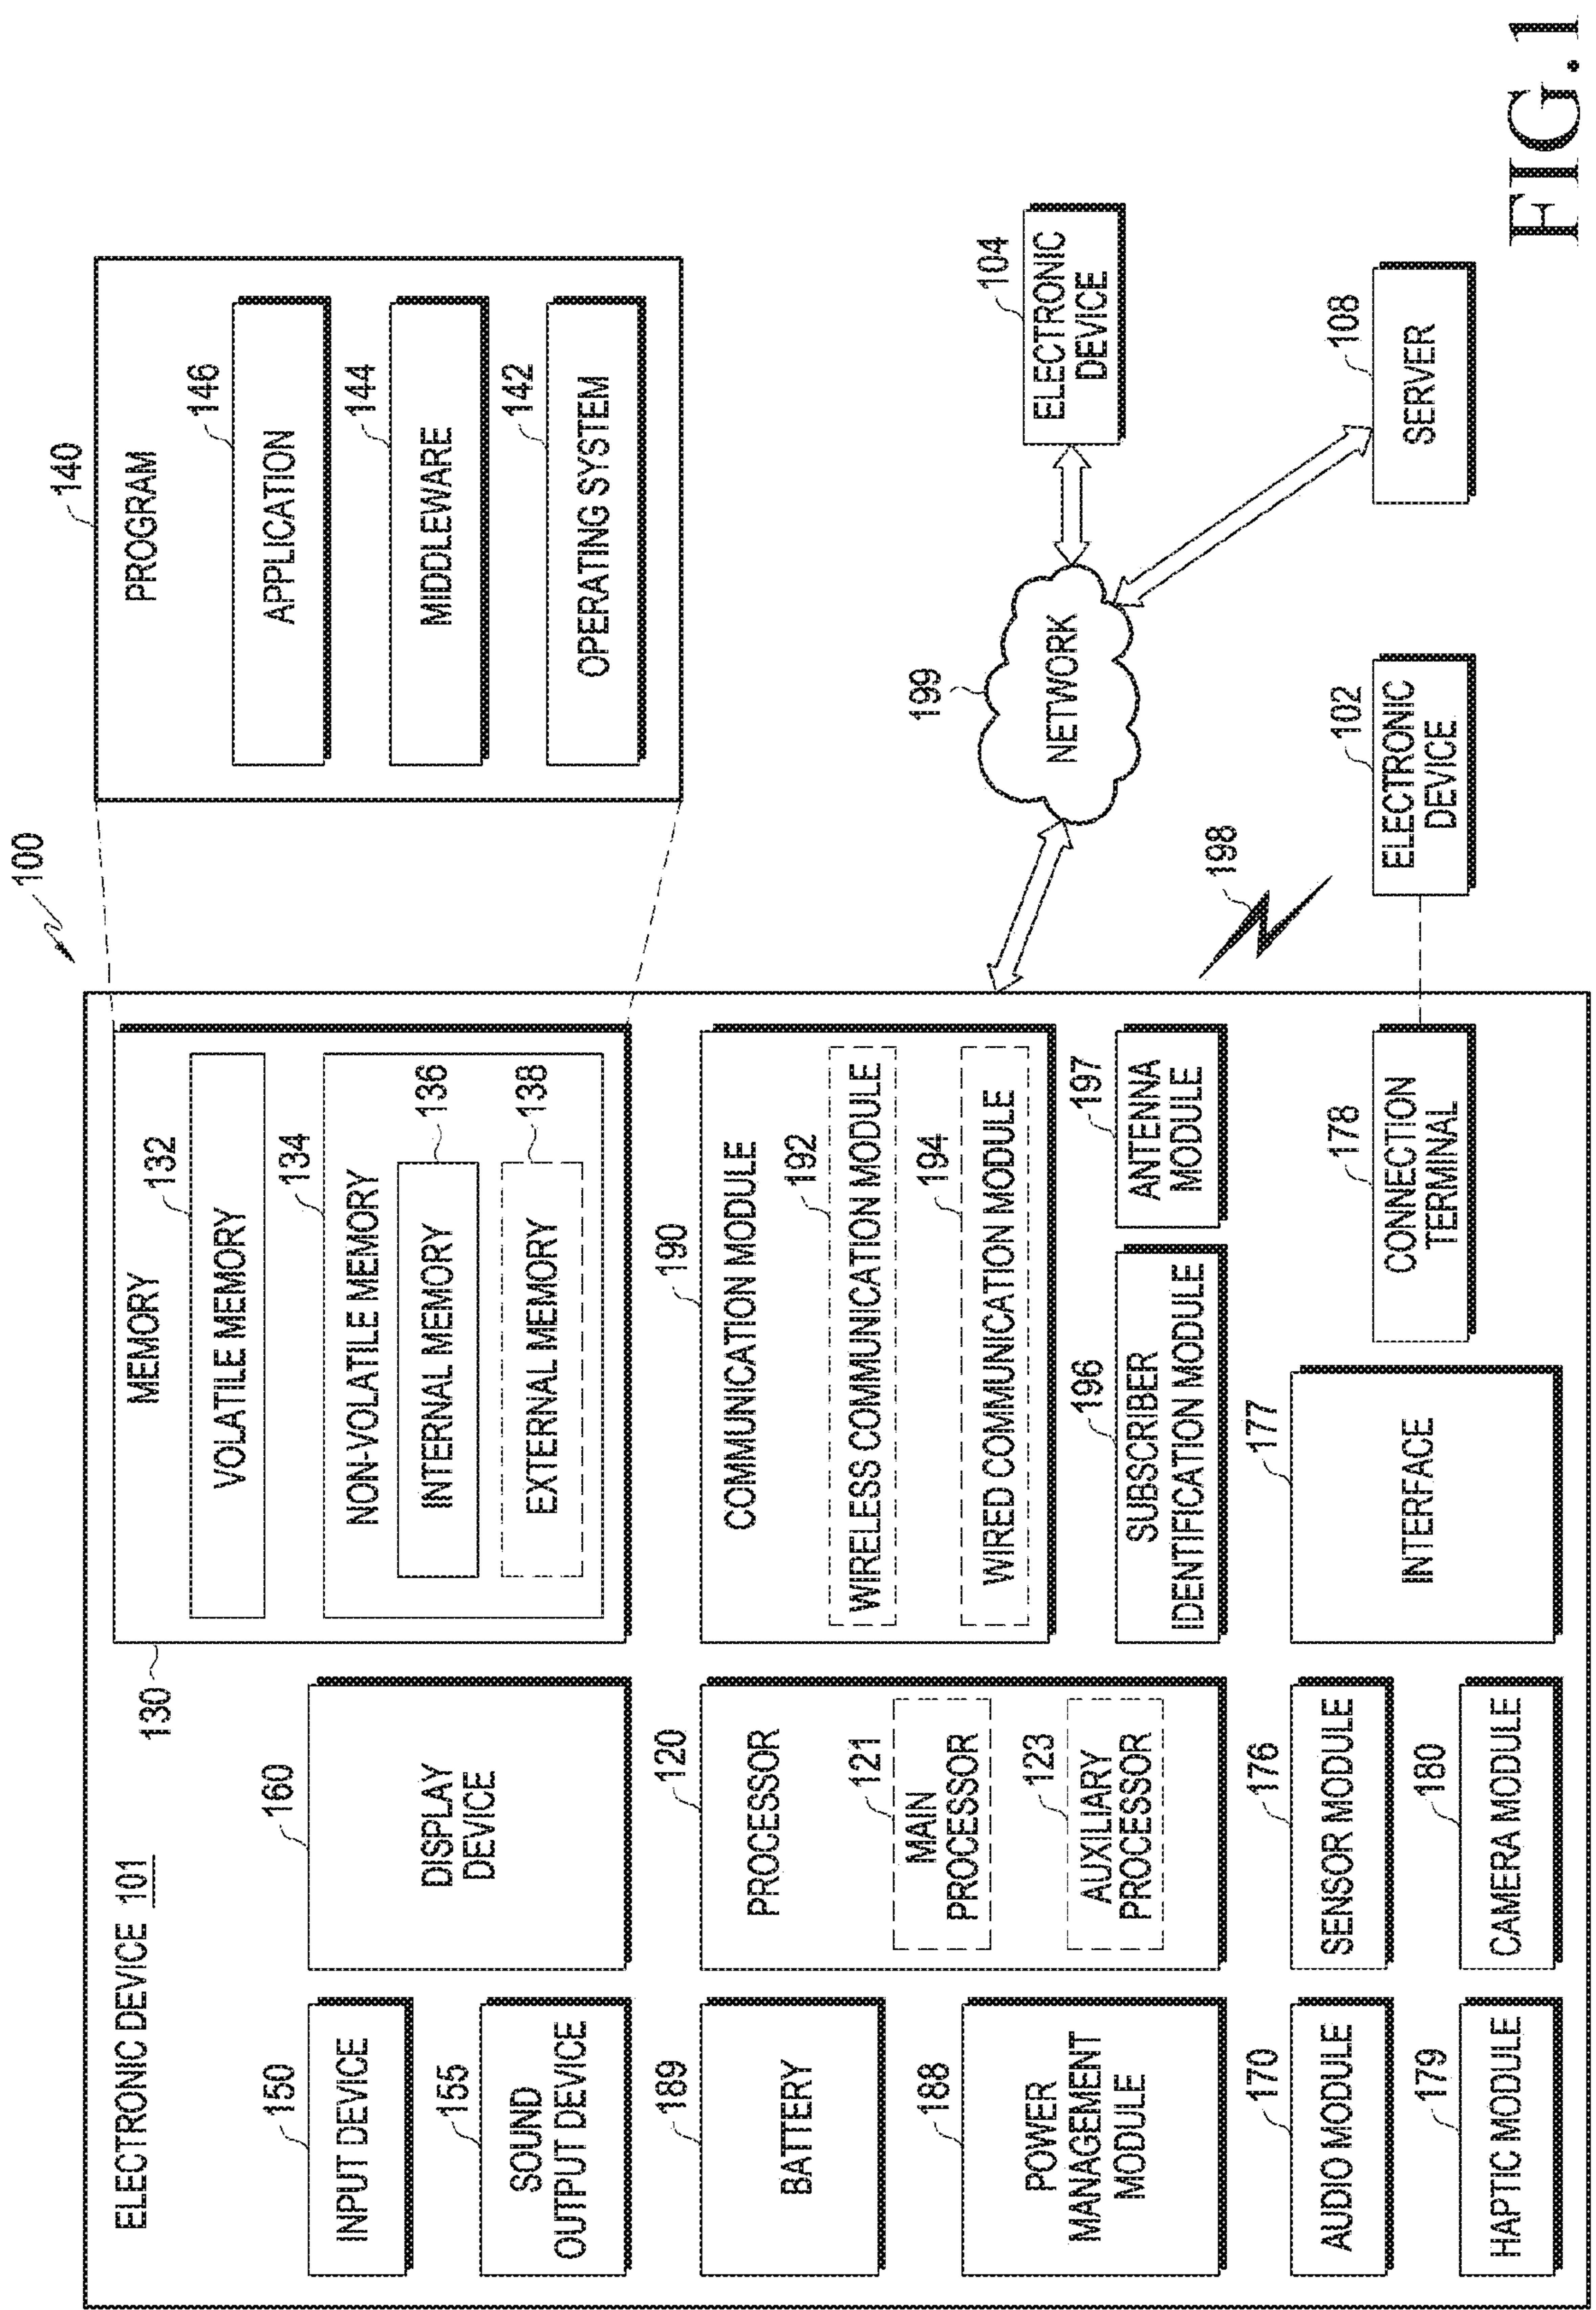 100
ELECTRONIC DEVICE 101
150
INPUT DEVICE
155
SOUND
OUTPUT DEVICE
160
DISPLAY
DEVICE
130
MEMORY
132
VOLATILE MEMORY
134
NON-VOLATILE MEMORY
136
INTERNAL MEMORY
138
EXTERNAL MEMORY
140
PROGRAM
146
APPLICATION
144
MIDDLEWARE
142
OPERATING SYSTEM
189
BATTERY
188
POWER
MANAGEMENT
MODULE
120
PROCESSOR
121
MAIN
PROCESSOR
123
AUXILIARY
PROCESSOR
190
COMMUNICATION MODULE
192
WIRELESS COMMUNICATION MODULE
194
WIRED COMMUNICATION MODULE
196
SUBSCRIBER
IDENTIFICATION MODULE
197
ANTENNA
MODULE
199
NETWORK
104
ELECTRONIC
DEVICE
198
108
SERVER
170
AUDIO MODULE
176
SENSOR MODULE
177
INTERFACE
178
CONNECTION
TERMINAL
102
ELECTRONIC
DEVICE
179
HAPTIC MODULE
180
CAMERA MODULE
FIG.1